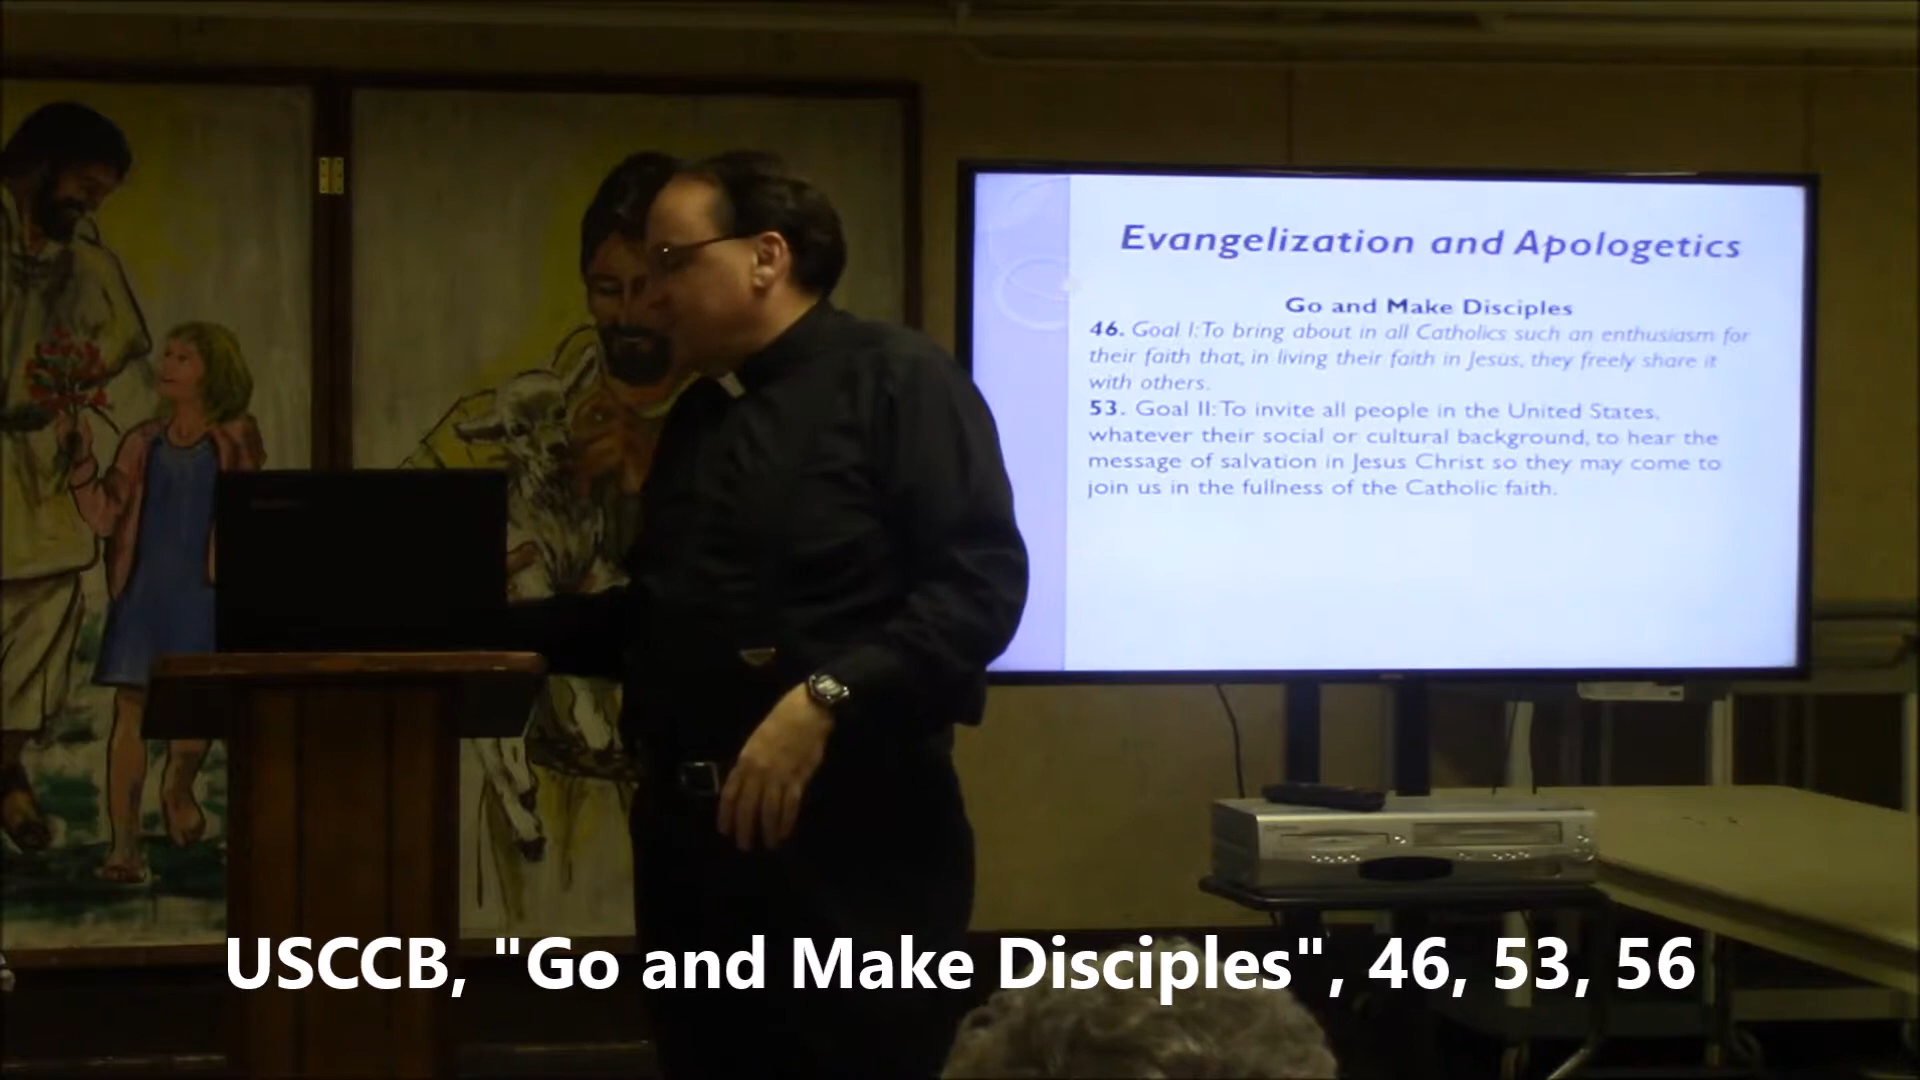 Evangelization and Apologetics
Go and Make Disciples
46. Goal I: To bring about in all Catholics such an enthusiasm for
their faith that, in living their faith in Jesus, they freely share it
with others.
53. Goal II: To invite all people in the United States,
whatever their social or cultural background, to hear the
message of salvation in Jesus Christ so they may come to
join us in the fullness of the Catholic faith.
USCCB, "Go and Make Disciples", 46, 53, 56